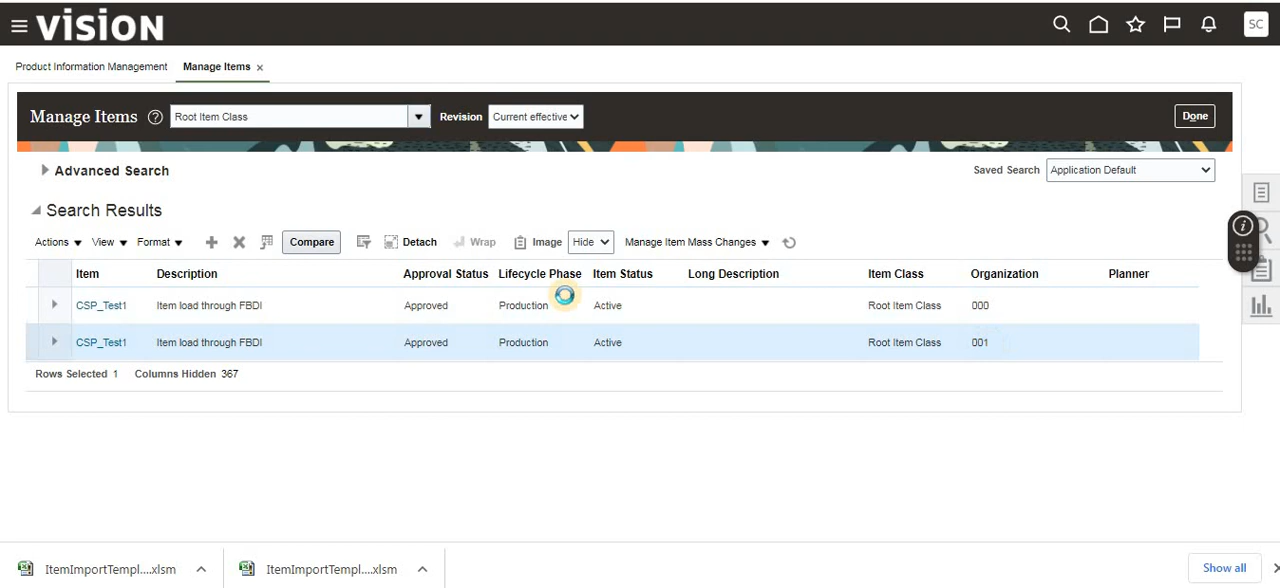 VISION
SC
Product Information Management Manage Items ×
Manage Items ? Root Item Class Revision Current effective Done
Advanced Search Saved Search Application Default
Search Results
Actions View Format Compare Detach Wrap Image Hide Manage Item Mass Changes
Item Description Approval Status Lifecycle Phase Item Status Long Description Item Class Organization Planner
CSP_Test1 Item load through FBDI Approved Production Active Root Item Class 000
CSP_Test1 Item load through FBDI Approved Production Active Root Item Class 001
Rows Selected 1 Columns Hidden 367
ItemImportTempl....xlsm ItemImportTempl....xlsm Show all